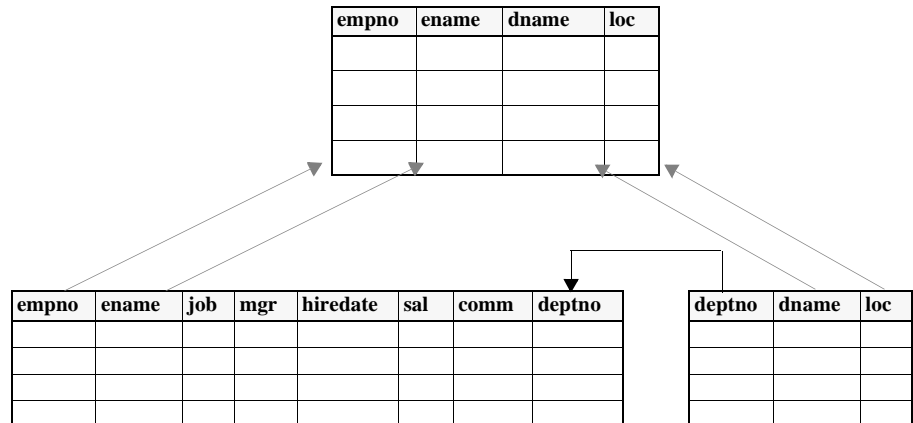 empno ename dname loc
empno ename job mgr hiredate sal comm deptno
deptno dname loc